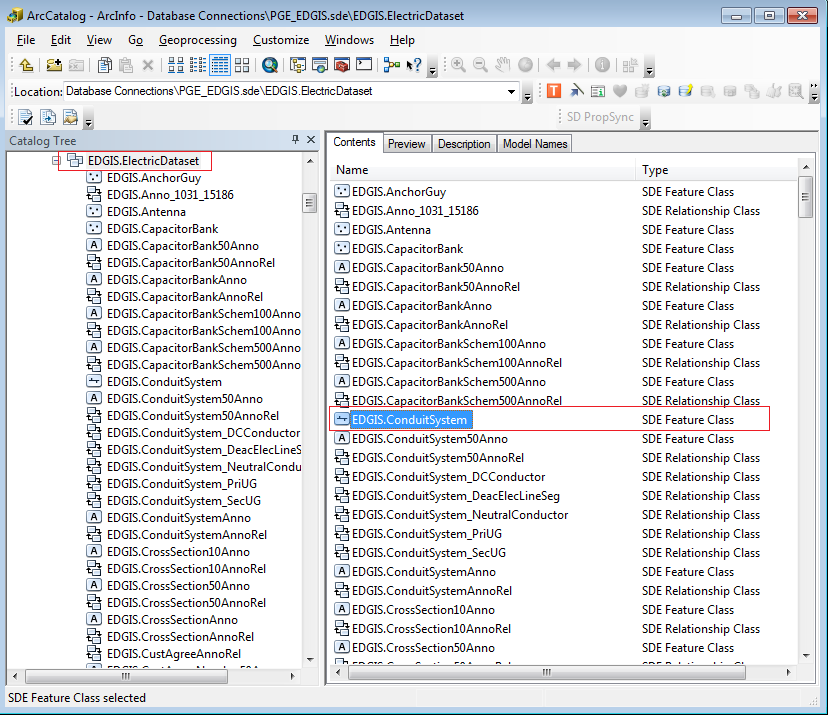 ArcCatalog - ArcInfo - Database Connections\PGE_EDGIS.sde\EDGIS.ElectricDataset
File Edit View Go Geoprocessing Customize Windows Help
Location: Database Connections\PGE_EDGIS.sde\EDGIS.ElectricDataset
SD PropSync
Catalog Tree
EDGIS.ElectricDataset
EDGIS.AnchorGuy
EDGIS.Anno_1031_15186
EDGIS.Antenna
EDGIS.CapacitorBank
EDGIS.CapacitorBank50Anno
EDGIS.CapacitorBank50AnnoRel
EDGIS.CapacitorBankAnno
EDGIS.CapacitorBankAnnoRel
EDGIS.CapacitorBankSchem100Anno
EDGIS.CapacitorBankSchem100Anno
EDGIS.CapacitorBankSchem500Anno
EDGIS.CapacitorBankSchem500Anno
EDGIS.ConduitSystem
EDGIS.ConduitSystem50Anno
EDGIS.ConduitSystem50AnnoRel
EDGIS.ConduitSystem_DCConductor
EDGIS.ConduitSystem_DeacElecLineS
EDGIS.ConduitSystem_NeutralCondu
EDGIS.ConduitSystem_PriUG
EDGIS.ConduitSystem_SecUG
EDGIS.ConduitSystemAnno
EDGIS.ConduitSystemAnnoRel
EDGIS.CrossSection10Anno
EDGIS.CrossSection10AnnoRel
EDGIS.CrossSection50Anno
EDGIS.CrossSection50AnnoRel
EDGIS.CrossSectionAnno
EDGIS.CrossSectionAnnoRel
EDGIS.CustAgreeAnnoRel
Contents Preview Description Model Names
Name Type
EDGIS.AnchorGuy SDE Feature Class
EDGIS.Anno_1031_15186 SDE Relationship Class
EDGIS.Antenna SDE Feature Class
EDGIS.CapacitorBank SDE Feature Class
EDGIS.CapacitorBank50Anno SDE Feature Class
EDGIS.CapacitorBank50AnnoRel SDE Relationship Class
EDGIS.CapacitorBankAnno SDE Feature Class
EDGIS.CapacitorBankAnnoRel SDE Relationship Class
EDGIS.CapacitorBankSchem100Anno SDE Feature Class
EDGIS.CapacitorBankSchem100AnnoRel SDE Relationship Class
EDGIS.CapacitorBankSchem500Anno SDE Feature Class
EDGIS.CapacitorBankSchem500AnnoRel SDE Relationship Class
EDGIS.ConduitSystem SDE Feature Class
EDGIS.ConduitSystem50Anno SDE Feature Class
EDGIS.ConduitSystem50AnnoRel SDE Relationship Class
EDGIS.ConduitSystem_DCConductor SDE Relationship Class
EDGIS.ConduitSystem_DeacElecLineSeg SDE Relationship Class
EDGIS.ConduitSystem_NeutralConductor SDE Relationship Class
EDGIS.ConduitSystem_PriUG SDE Relationship Class
EDGIS.ConduitSystem_SecUG SDE Relationship Class
EDGIS.ConduitSystemAnno SDE Feature Class
EDGIS.ConduitSystemAnnoRel SDE Relationship Class
EDGIS.CrossSection10Anno SDE Feature Class
EDGIS.CrossSection10AnnoRel SDE Relationship Class
EDGIS.CrossSection50Anno SDE Feature Class
EDGIS.CrossSection50AnnoRel SDE Relationship Class
SDE Feature Class selected